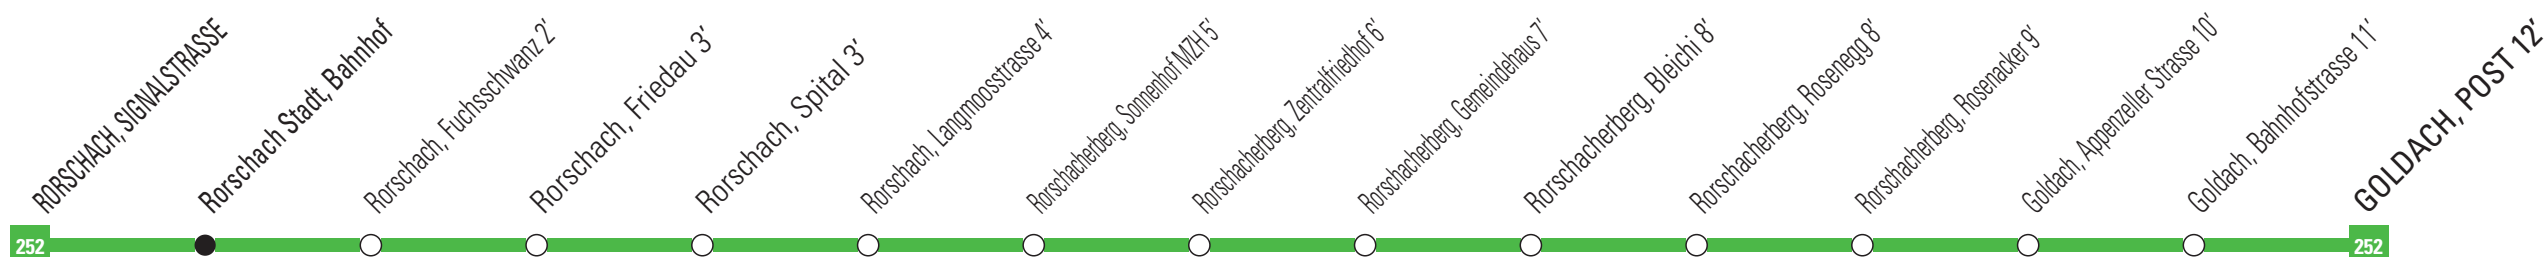 RORSCHACH, SIGNALSTRASSE
Rorschach Stadt, Bahnhof
Rorschach, Fuchsschwanz 2'
Rorschach, Friedau 3'
Rorschach, Spital 3'
Rorschach, Langmoosstrasse 4'
Rorschacherberg, Sonnenhof MZH 5'
Rorschacherberg, Zentralfriedhof 6'
Rorschacherberg, Gemeindehaus 7'
Rorschacherberg, Bleichi 8'
Rorschacherberg, Rosenegg 8'
Rorschacherberg, Rosenacker 9'
Goldach, Appenzeller Strasse 10'
Goldach, Bahnhofstrasse 11'
GOLDACH, POST 12'
252
252